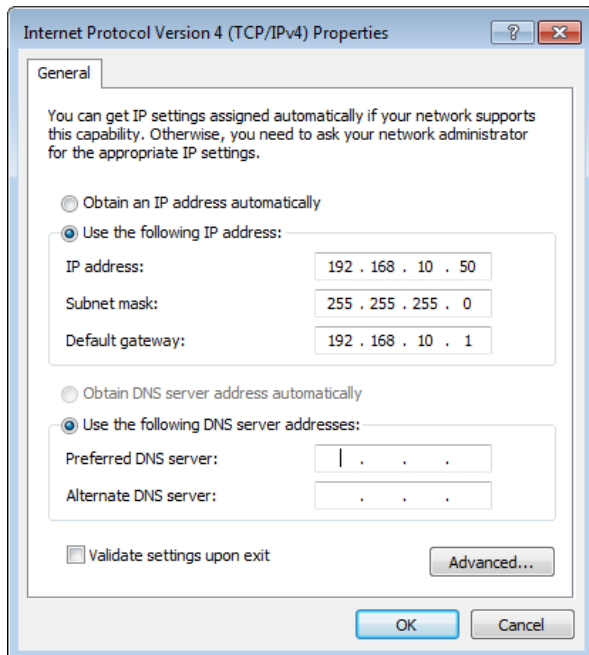 Internet Protocol Version 4 (TCP/IPv4) Properties
General
You can get IP settings assigned automatically if your network supports
this capability. Otherwise, you need to ask your network administrator
for the appropriate IP settings.
Obtain an IP address automatically
Use the following IP address:
IP address: 192 . 168 . 10 . 50
Subnet mask: 255 . 255 . 255 . 0
Default gateway: 192 . 168 . 10 . 1
Obtain DNS server address automatically
Use the following DNS server addresses:
Preferred DNS server: . . .
Alternate DNS server: . . .
Validate settings upon exit
Advanced...
OK Cancel